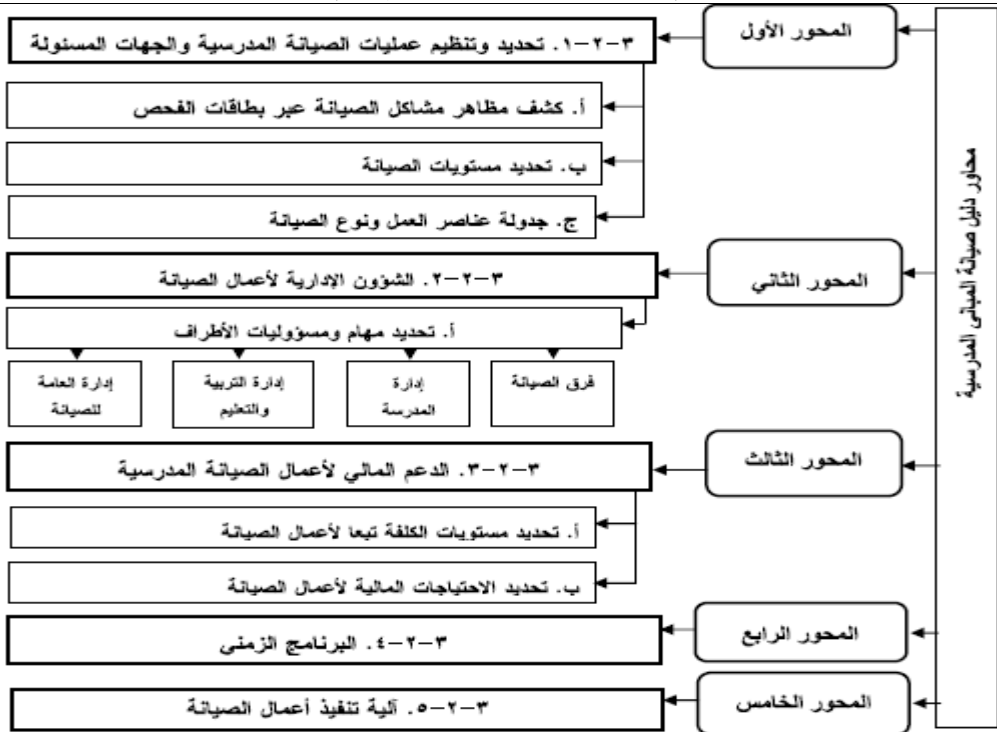 محاور دليل صيانة المبانى المدرسية
المحور الأول
٣-٢-١. تحديد وتنظيم عمليات الصيانة المدرسية والجهات المسئولة
أ. كشف مظاهر مشاكل الصيانة عبر بطاقات الفحص
ب. تحديد مستويات الصيانة
ج. جدولة عناصر العمل ونوع الصيانة
المحور الثاني
٣-٢-٢. الشؤون الإدارية لأعمال الصيانة
أ. تحديد مهام ومسؤوليات الأطراف
فرق الصيانة
إدارة
المدرسة
إدارة التربية
والتعليم
إدارة العامة
للصيانة
المحور الثالث
٣-٢-٣. الدعم المالي لأعمال الصيانة المدرسية
أ. تحديد مستويات الكلفة تبعا لأعمال الصيانة
ب. تحديد الاحتياجات المالية لأعمال الصيانة
المحور الرابع
٣-٢-٤. البرنامج الزمني
المحور الخامس
٣-٢-٥. آلية تنفيذ أعمال الصيانة